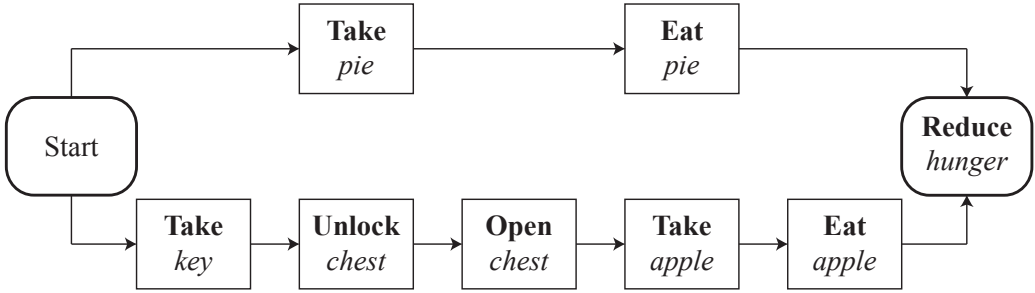 Take
pie
Eat
pie
Start
Reduce
hunger
Take
key
Unlock
chest
Open
chest
Take
apple
Eat
apple